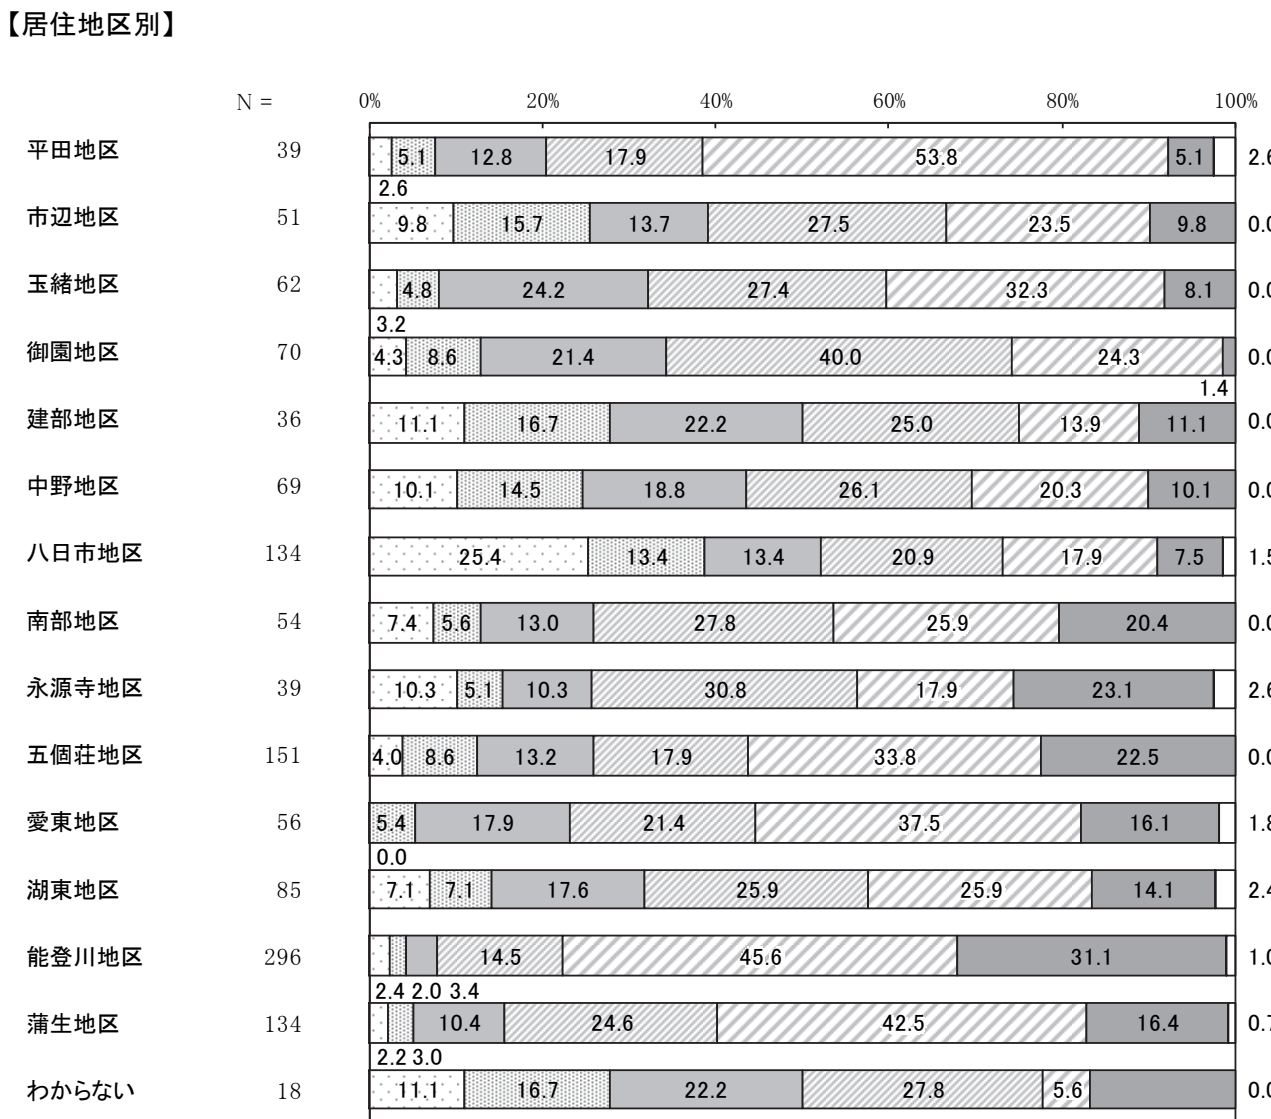 【居住地区別】
N = 0% 20% 40% 60% 80% 100%
平田地区 39 5.1 12.8 17.9 53.8 5.1 2.6
2.6
市辺地区 51 9.8 15.7 13.7 27.5 23.5 9.8 0.0
玉緒地区 62 4.8 24.2 27.4 32.3 8.1 0.0
3.2
御園地区 70 4.3 8.6 21.4 40.0 24.3 0.0
1.4
建部地区 36 11.1 16.7 22.2 25.0 13.9 11.1 0.0
中野地区 69 10.1 14.5 18.8 26.1 20.3 10.1 0.0
八日市地区 134 25.4 13.4 13.4 20.9 17.9 7.5 1.5
南部地区 54 7.4 5.6 13.0 27.8 25.9 20.4 0.0
永源寺地区 39 10.3 5.1 10.3 30.8 17.9 23.1 2.6
五個荘地区 151 4.0 8.6 13.2 17.9 33.8 22.5 0.0
愛東地区 56 5.4 17.9 21.4 37.5 16.1 1.8
0.0
湖東地区 85 7.1 7.1 17.6 25.9 25.9 14.1 2.4
能登川地区 296 14.5 45.6 31.1 1.0
2.4 2.0 3.4
蒲生地区 134 10.4 24.6 42.5 16.4 0.7
2.2 3.0
わからない 18 11.1 16.7 22.2 27.8 5.6 0.0